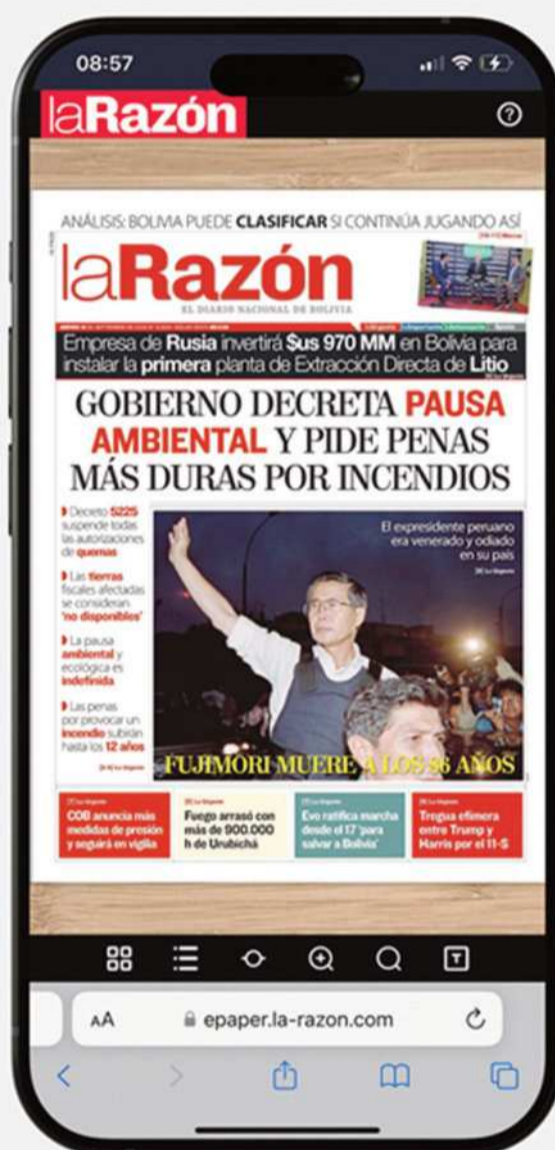 08:57
laRazón
ANÁLISIS: BOLIVIA PUEDE CLASIFICAR SI CONTINÚA JUGANDO ASÍ
laRazón
EL DIARIO NACIONAL DE BOLIVIA
Empresa de Rusia invertirá $us 970 MM en Bolivia para
instalar la primera planta de Extracción Directa de Litio
GOBIERNO DECRETA PAUSA
AMBIENTAL Y PIDE PENAS
MÁS DURAS POR INCENDIOS
Decreto 5225
suspende todas
las autorizaciones
de quemas
Las tierras
fiscales afectadas
se consideran
'no disponibles'
La pausa
ambiental y
ecológica es
indefinida
Las penas
por provocar un
incendio subirán
hasta los 12 años
El expresidente peruano
era venerado y odiado
en su país
FUJIMORI MUERE A LOS 86 AÑOS
COB anuncia más
medidas de presión
y seguirá en vigilia
Fuego arrasó con
más de 900.000
h de Urubichá
Evo ratifica marcha
desde el 17 'para
salvar a Bolivia'
Tregua efímera
entre Trump y
Harris por el 11-S
T
AA
epaper.la-razon.com